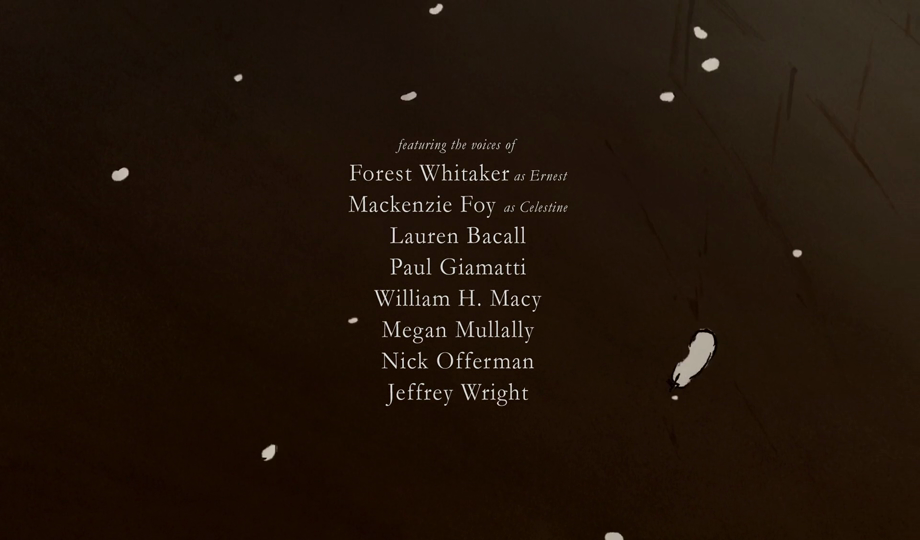 featuring the voices of
Forest Whitaker as Ernest
Mackenzie Foy as Celestine
Lauren Bacall
Paul Giamatti
William H. Macy
Megan Mullally
Nick Offerman
Jeffrey Wright